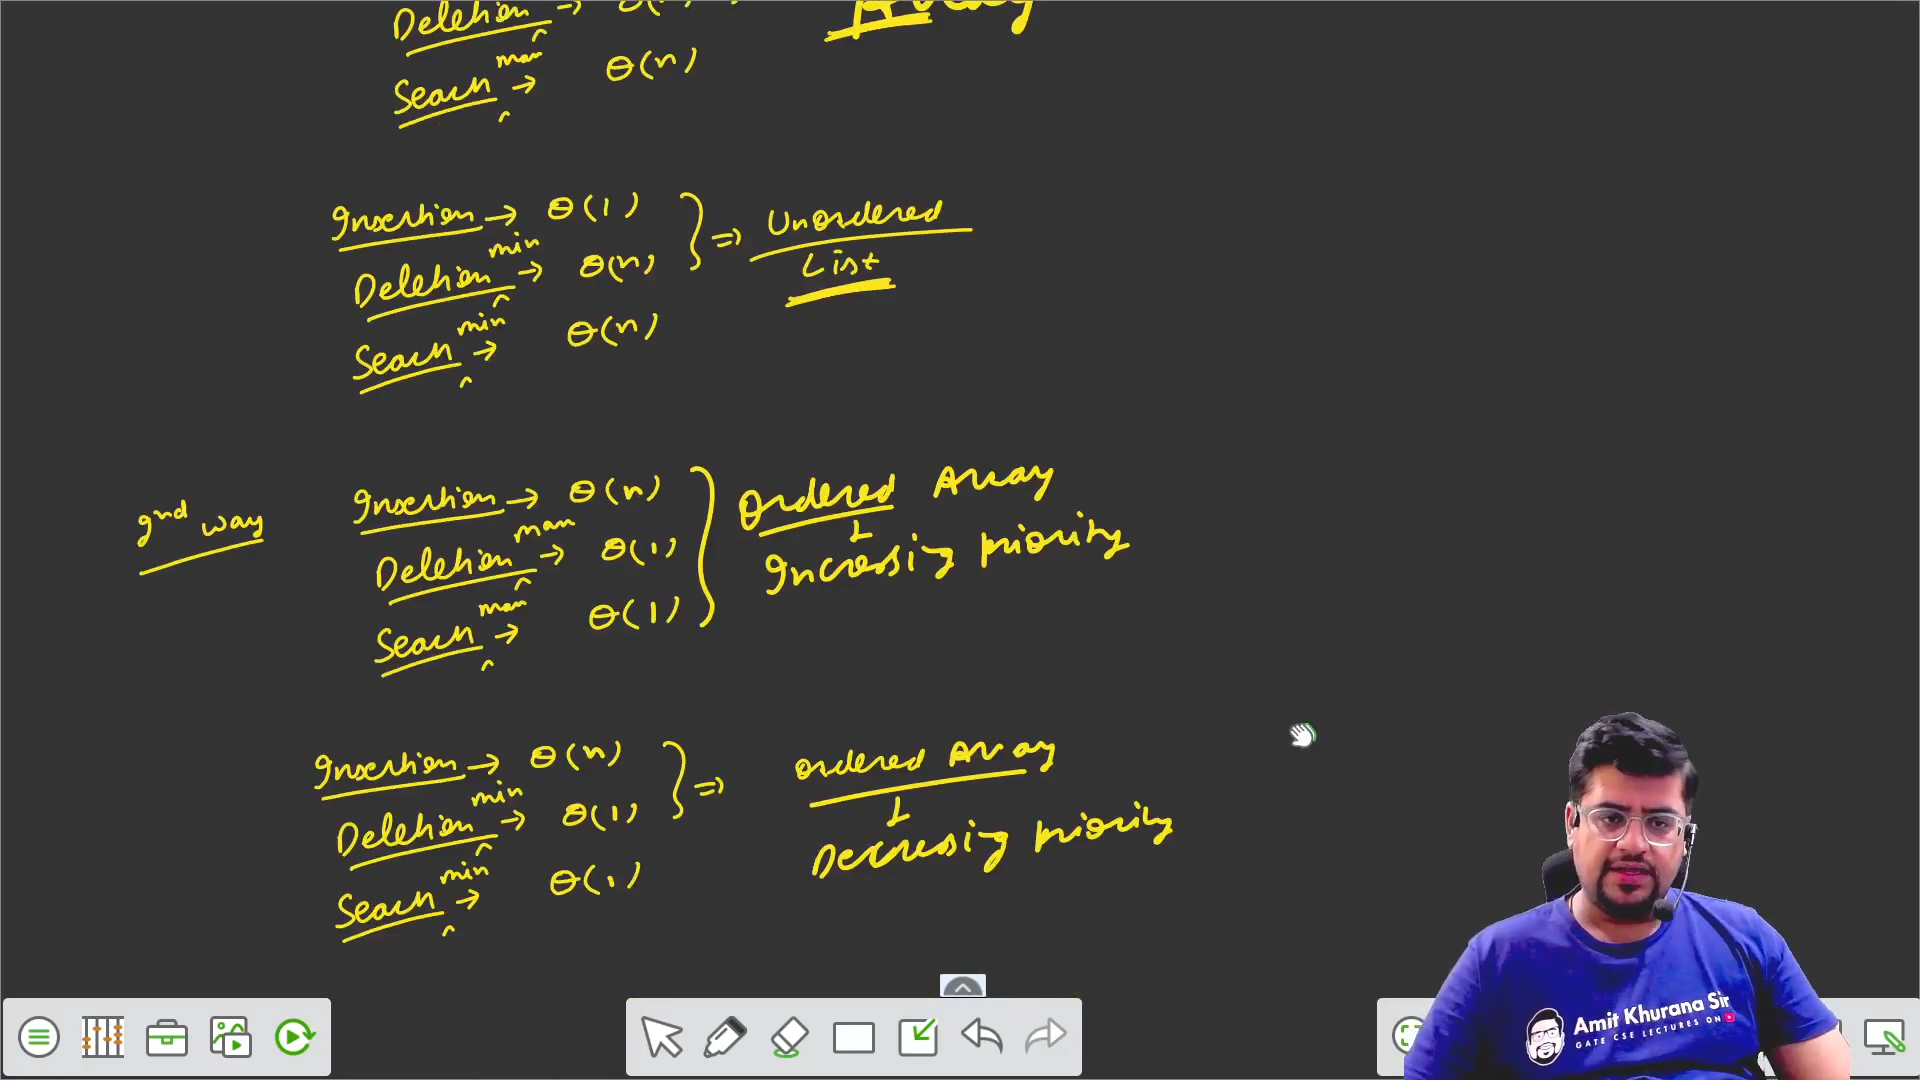 Deletion →
Search max → θ(n)
Array
Insertion → θ(1)
Deletion min → θ(n)
Search min → θ(n)
} ⇒ Unordered
List
2nd way
Insertion → θ(n)
Deletion max → θ(1)
Search max → θ(1)
Ordered Array
Increasing priority
Insertion → θ(n)
Deletion min → θ(1)
Search min → θ(1)
} ⇒ Ordered Array
Decreasing priority
Amit Khurana Sir
GATE CSE LECTURES ON